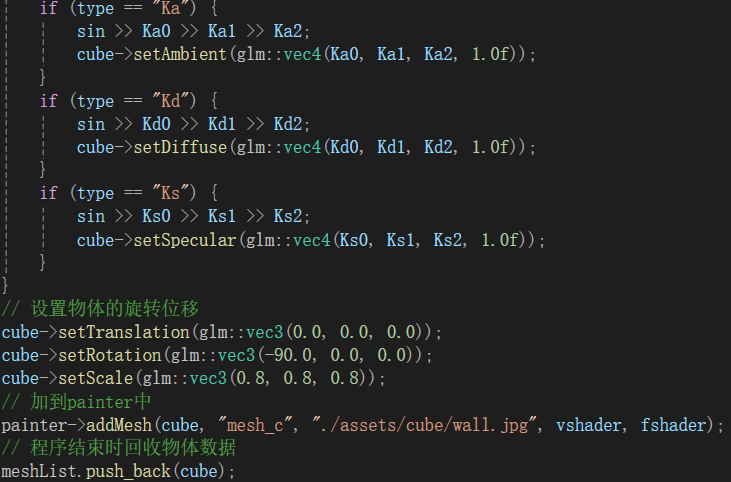 if (type == "Ka") {
sin >> Ka0 >> Ka1 >> Ka2;
cube->setAmbient(glm::vec4(Ka0, Ka1, Ka2, 1.0f));
}
if (type == "Kd") {
sin >> Kd0 >> Kd1 >> Kd2;
cube->setDiffuse(glm::vec4(Kd0, Kd1, Kd2, 1.0f));
}
if (type == "Ks") {
sin >> Ks0 >> Ks1 >> Ks2;
cube->setSpecular(glm::vec4(Ks0, Ks1, Ks2, 1.0f));
}
}
// 设置物体的旋转位移
cube->setTranslation(glm::vec3(0.0, 0.0, 0.0));
cube->setRotation(glm::vec3(-90.0, 0.0, 0.0));
cube->setScale(glm::vec3(0.8, 0.8, 0.8));
// 加到painter中
painter->addMesh(cube, "mesh_c", "./assets/cube/wall.jpg", vshader, fshader);
// 程序结束时回收物体数据
meshList.push_back(cube);